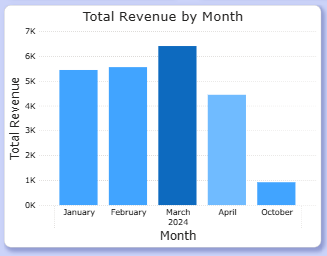 Total Revenue by Month
Total Revenue
7K
6K
5K
4K
3K
2K
1K
0K
January February March April October
2024
Month